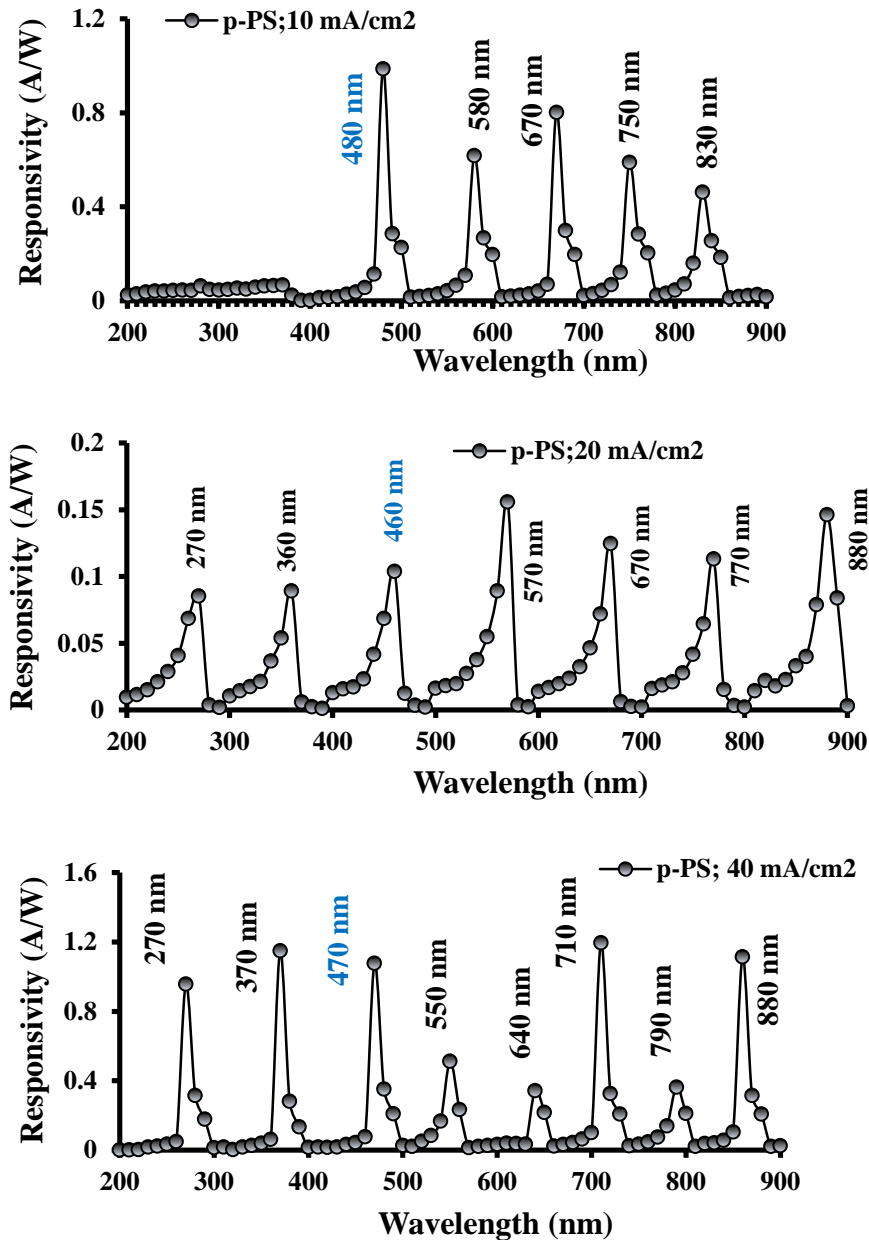 p-PS;10 mA/cm2
Responsivity (A/W)
1.2
0.8
0.4
0
480 nm
580 nm
670 nm
750 nm
830 nm
200 300 400 500 600 700 800 900
Wavelength (nm)
p-PS;20 mA/cm2
Responsivity (A/W)
0.2
0.15
0.1
0.05
0
270 nm
360 nm
460 nm
570 nm
670 nm
770 nm
880 nm
200 300 400 500 600 700 800 900
Wavelength (nm)
p-PS; 40 mA/cm2
Responsivity (A/W)
1.6
1.2
0.8
0.4
0
270 nm
370 nm
470 nm
550 nm
640 nm
710 nm
790 nm
880 nm
200 300 400 500 600 700 800 900
Wavelength (nm)